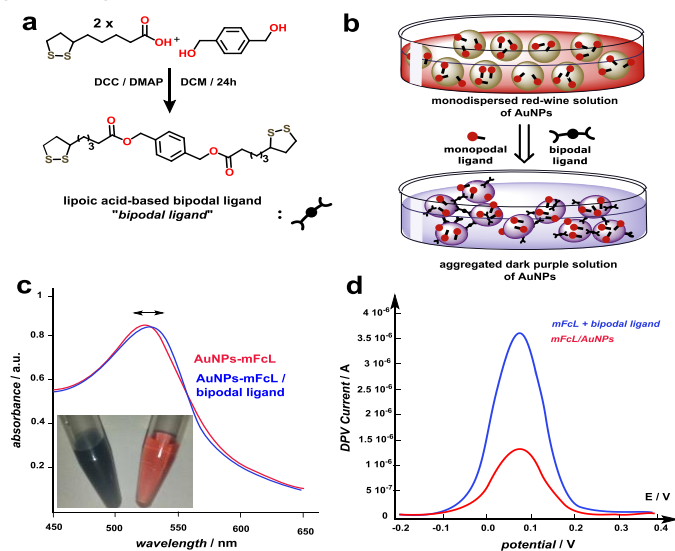 a
2 x
O
OH
+
HO
OH
S-S
DCC / DMAP
DCM / 24h
S
S
( )3
O
O
O
O
( )3
S
S
lipoic acid-based bipodal ligand
"bipodal ligand"
:
b
monodispersed red-wine solution
of AuNPs
monopodal
ligand
bipodal
ligand
aggregated dark purple solution
of AuNPs
c
1
0.8
0.6
0.4
0.2
absorbance / a.u.
AuNPs-mFcL
AuNPs-mFcL /
bipodal ligand
450
500
550
600
650
wavelength / nm
d
4 10-6
3.5 10-6
3 10-6
2.5 10-6
1.5 10-6
1 10-6
5 10-7
0
DPV Current / A
mFcL + bipodal ligand
mFcL/AuNPs
E / V
-0.2
-0.1
0.0
0.1
0.2
0.3
0.4
potential / V